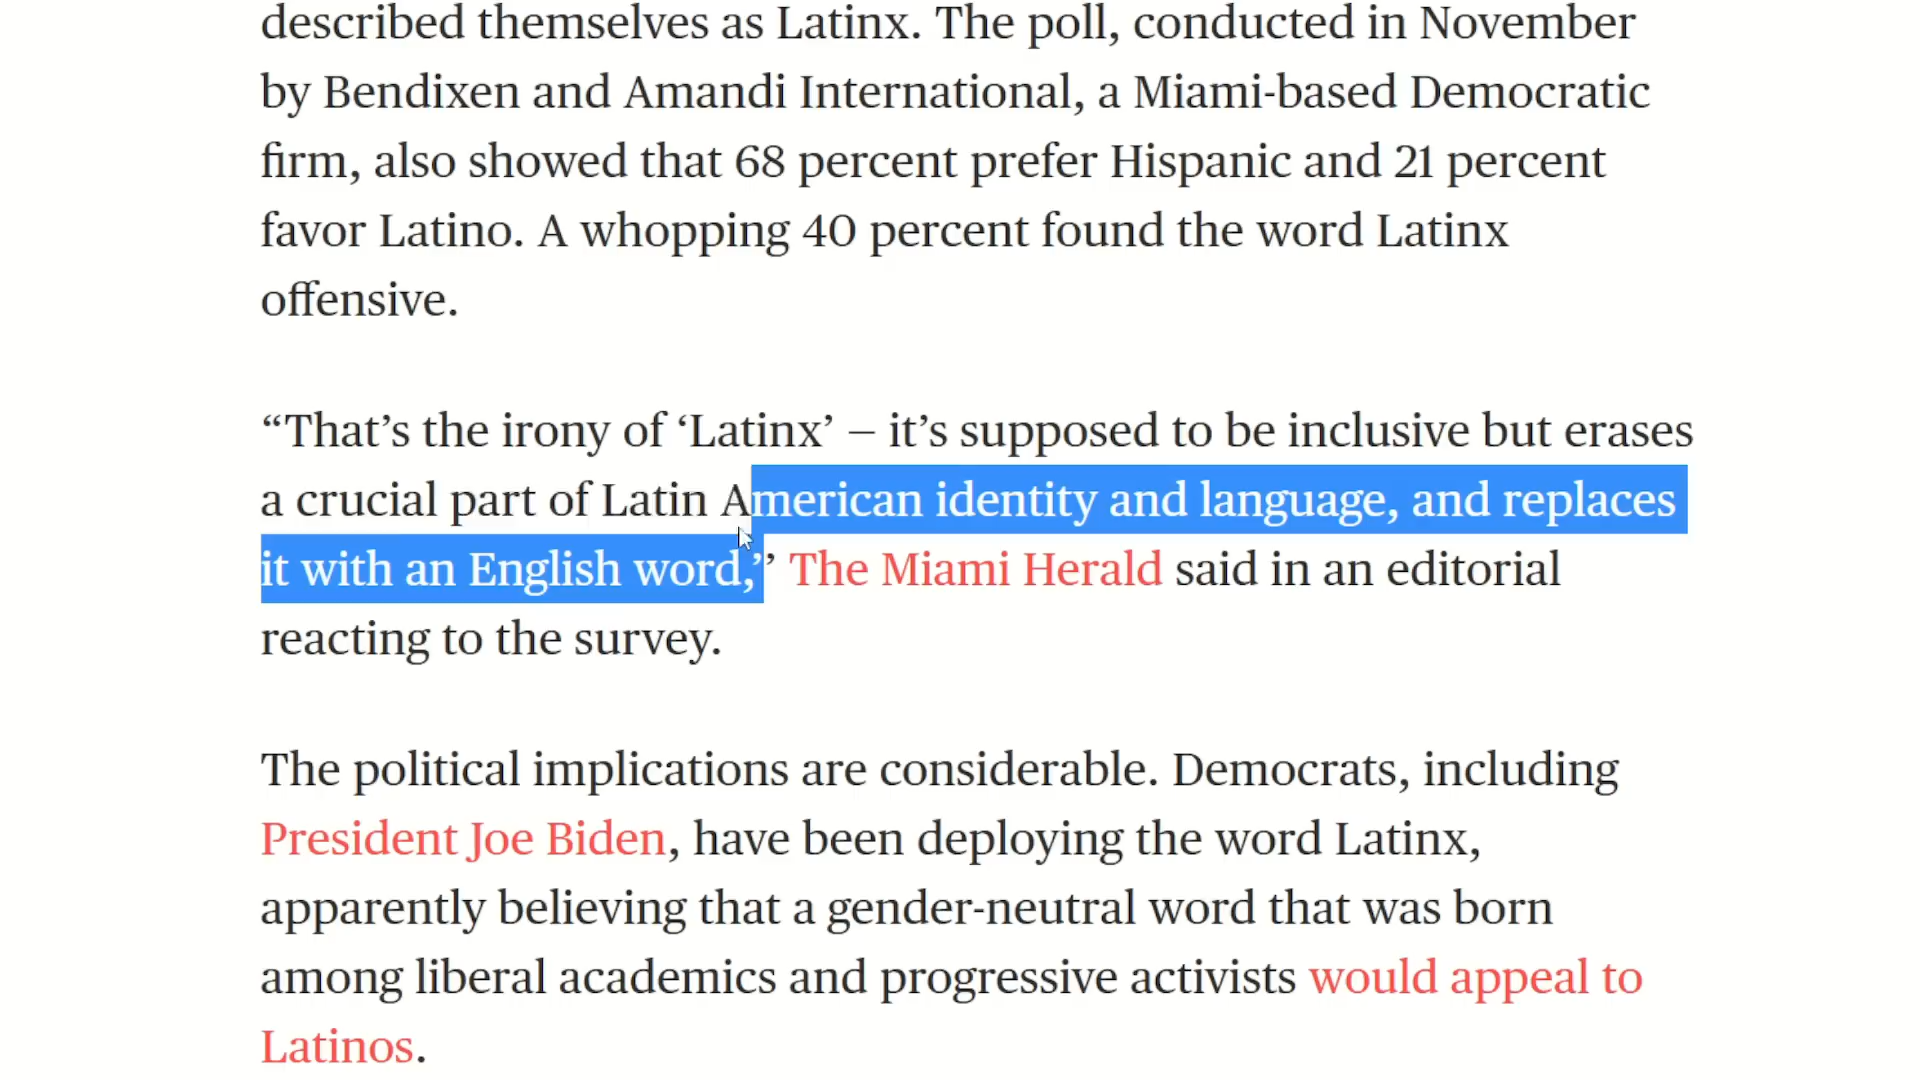 described themselves as Latinx. The poll, conducted in November
by Bendixen and Amandi International, a Miami-based Democratic
firm, also showed that 68 percent prefer Hispanic and 21 percent
favor Latino. A whopping 40 percent found the word Latinx
offensive.
“That’s the irony of ‘Latinx’ – it’s supposed to be inclusive but erases
a crucial part of Latin American identity and language, and replaces
it with an English word,” The Miami Herald said in an editorial
reacting to the survey.
The political implications are considerable. Democrats, including
President Joe Biden, have been deploying the word Latinx,
apparently believing that a gender-neutral word that was born
among liberal academics and progressive activists would appeal to
Latinos.